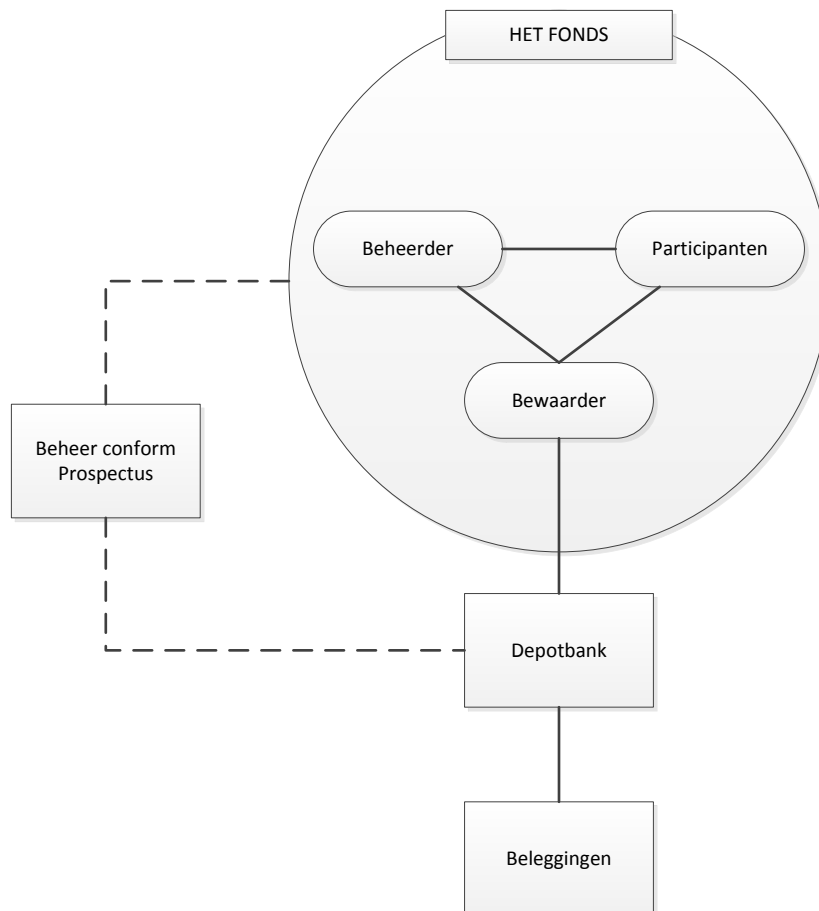 HET FONDS
Beheerder
Participanten
Bewaarder
Beheer conform
Prospectus
Depotbank
Beleggingen